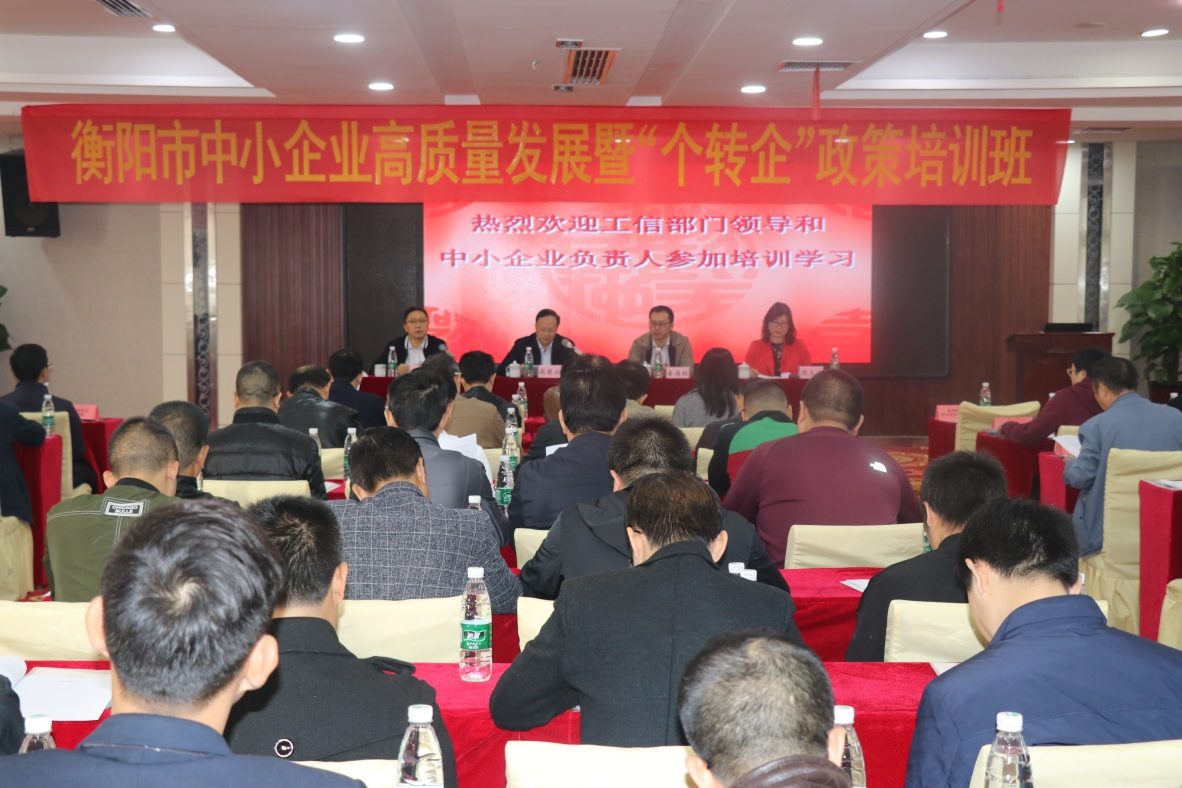 衡阳市中小企业高质量发展暨“个转企”政策培训班
热烈欢迎工信部门领导和
中小企业负责人参加培训学习